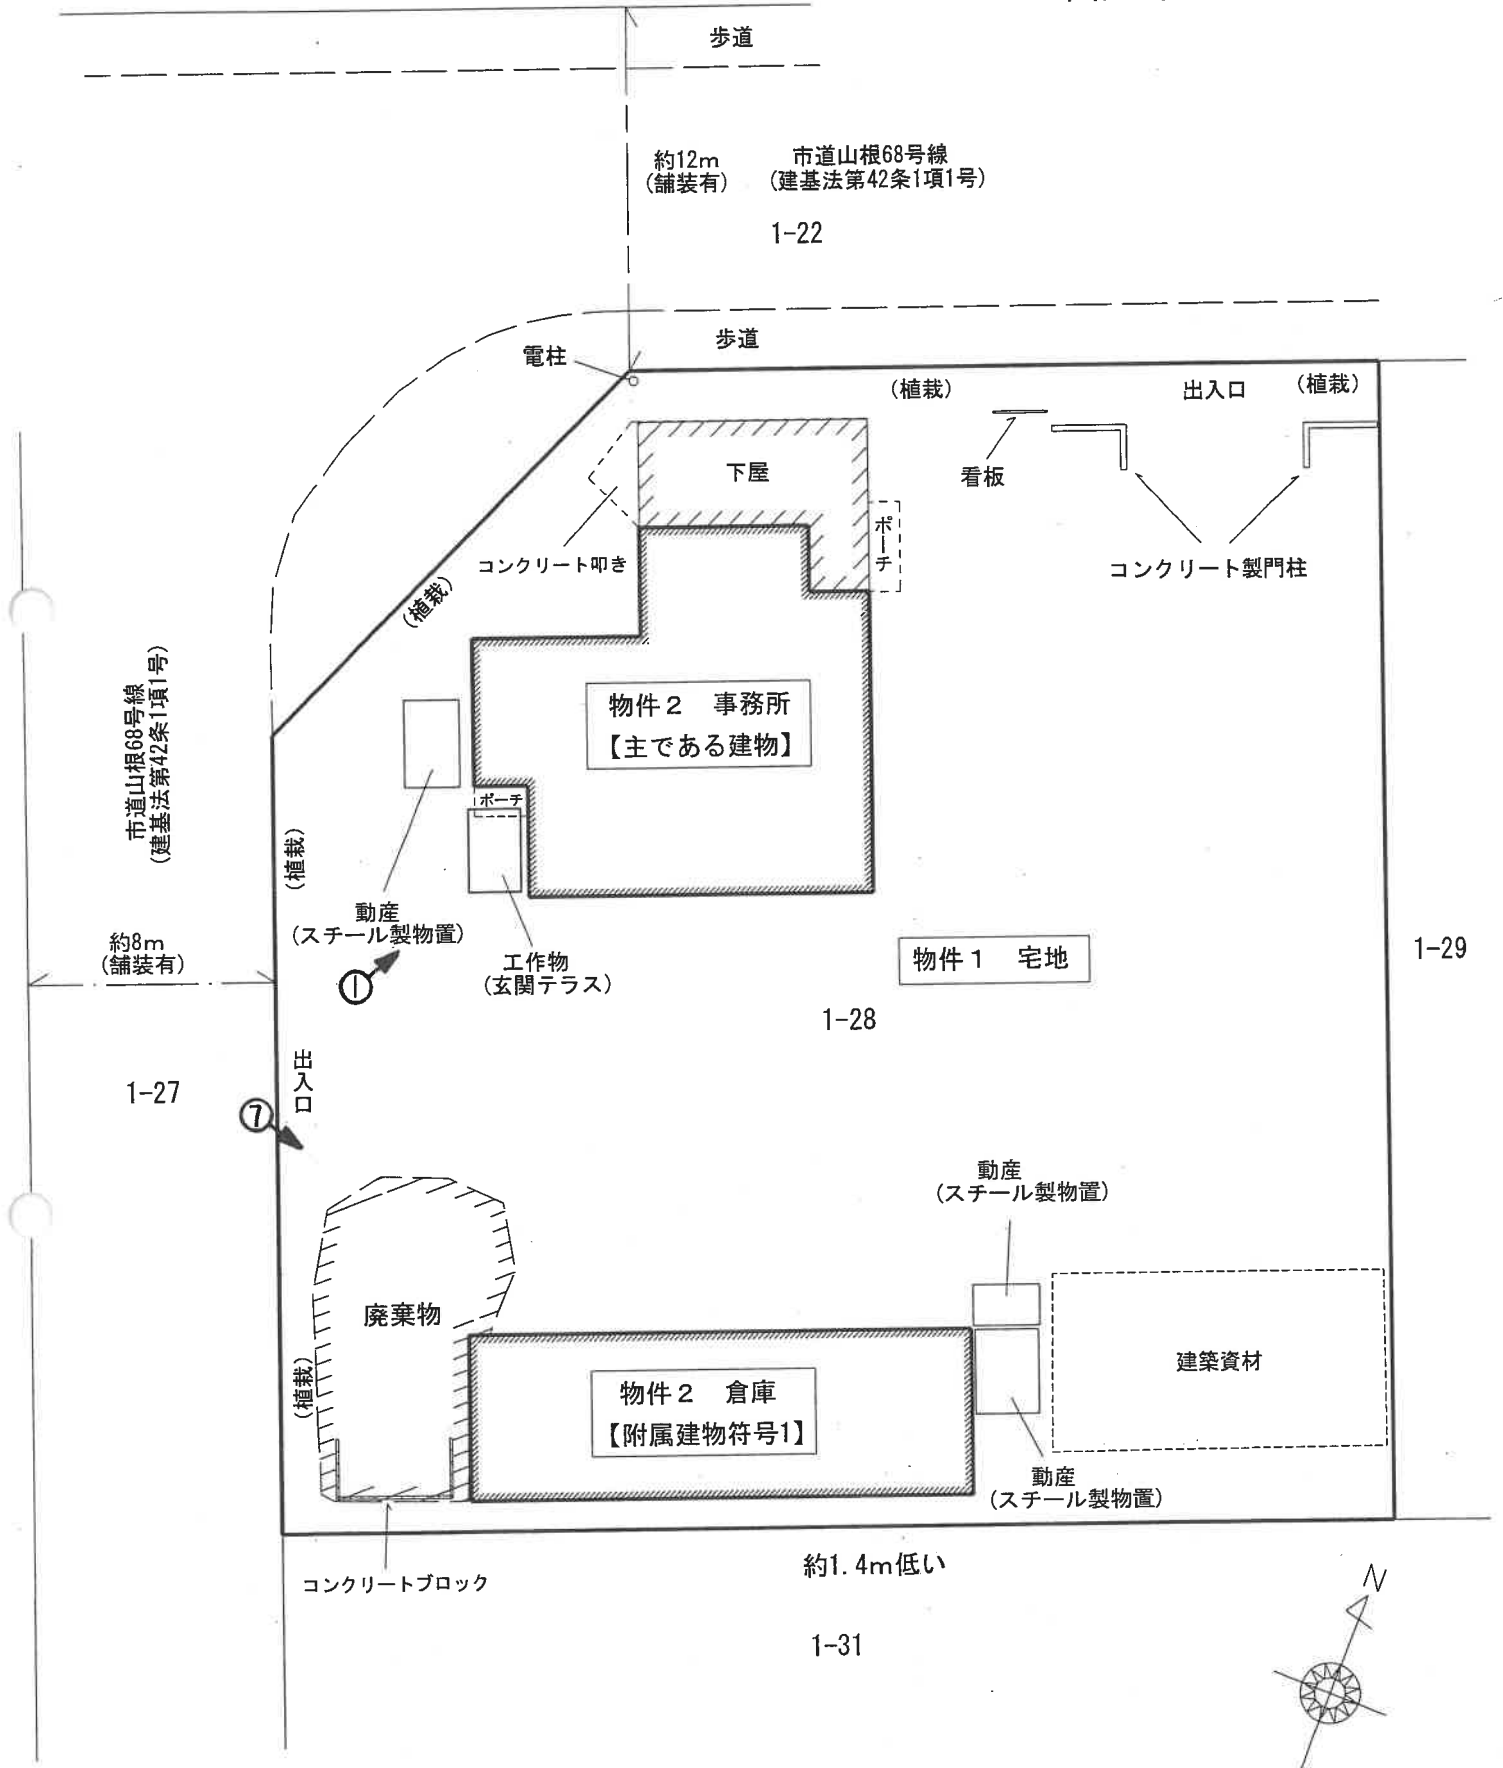 歩道
約12m
(舗装有)
市道山根68号線
(建基法第42条1項1号)
1-22
歩道
電柱
(植栽)
出入口
(植栽)
下屋
看板
ポーチ
コンクリート叩き
コンクリート製門柱
(植栽)
市道山根68号線
(建基法第42条1項1号)
物件2 事務所
【主である建物】
ポーチ
(植栽)
動産
(スチール製物置)
約8m
(舗装有)
工作物
(玄関テラス)
①
物件1 宅地
1-29
1-28
出入口
1-27
⑦
動産
(スチール製物置)
廃棄物
建築資材
(植栽)
物件2 倉庫
【附属建物符号1】
動産
(スチール製物置)
コンクリートブロック
約1.4m低い
N
1-31